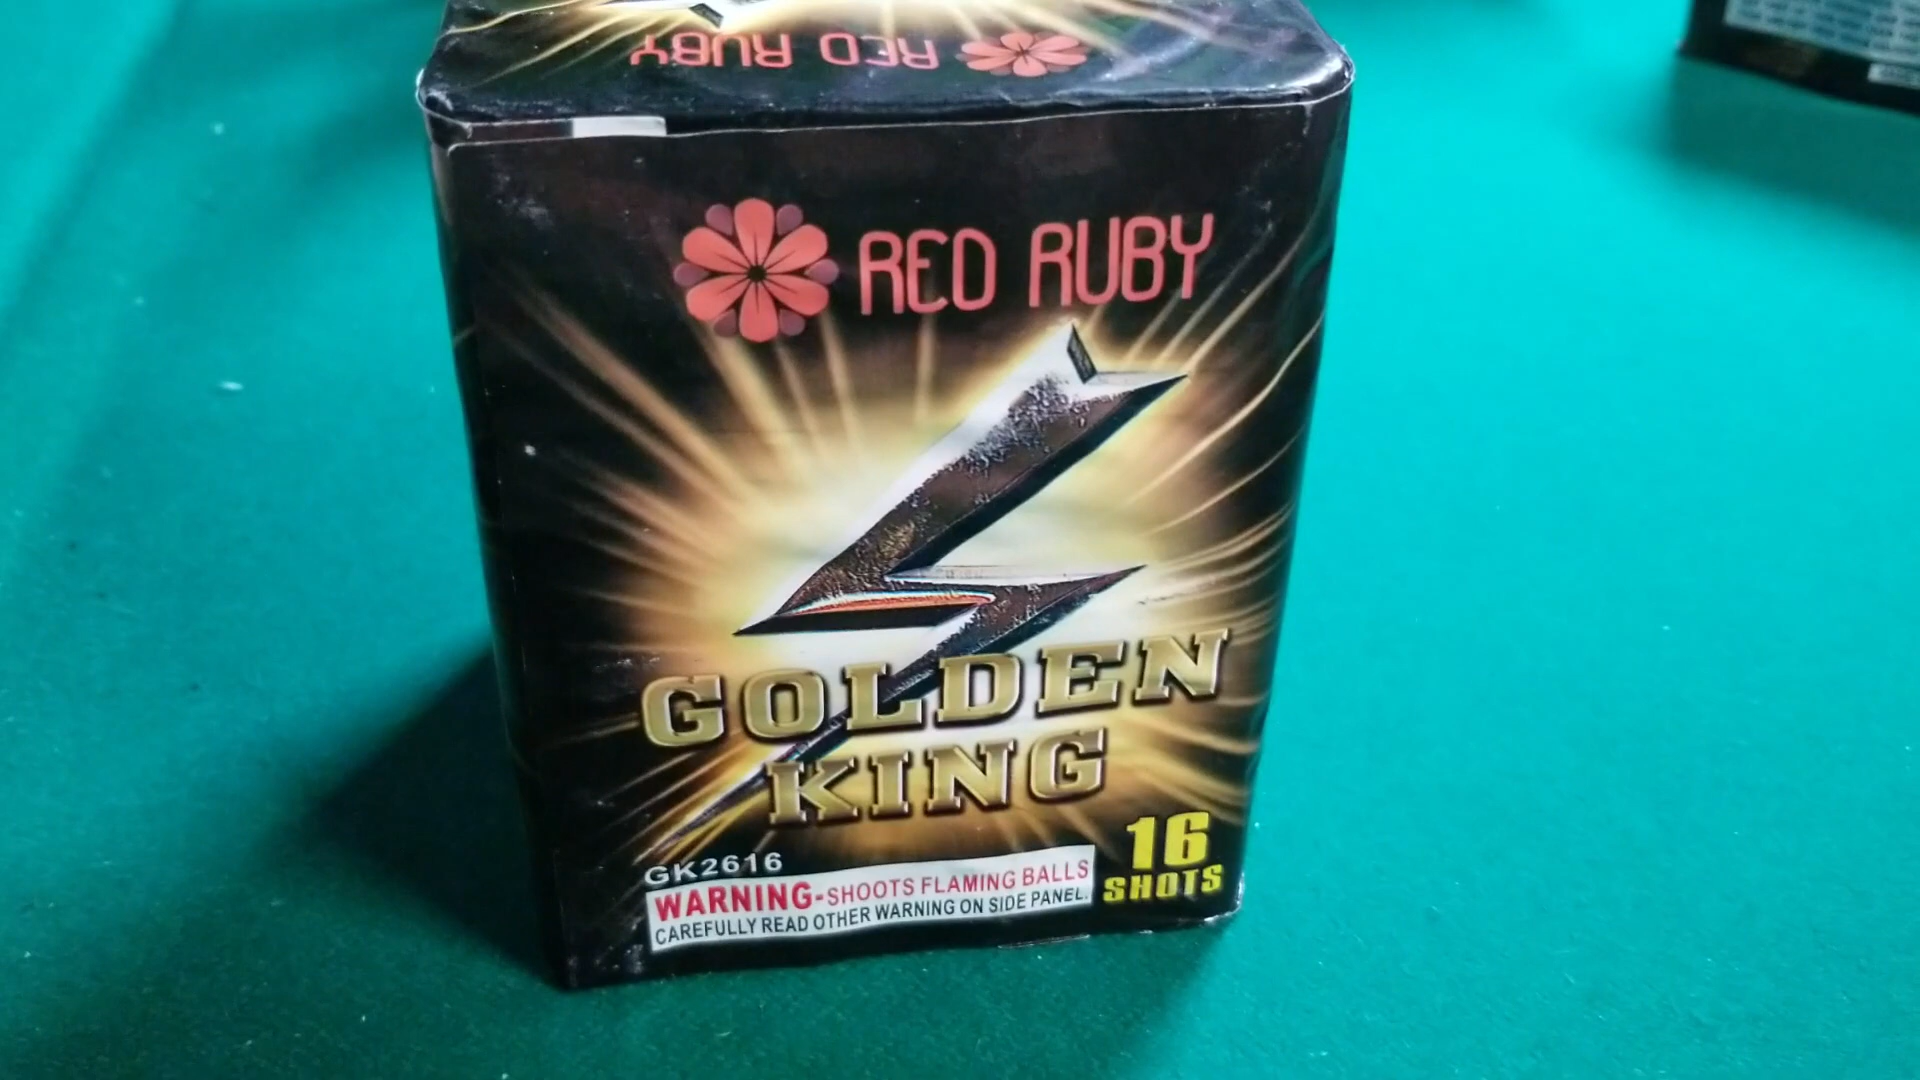 RED RUBY
RED RUBY
GOLDEN
KING
GK2616
16
SHOTS
WARNING-SHOOTS FLAMING BALLS
CAREFULLY READ OTHER WARNING ON SIDE PANEL.